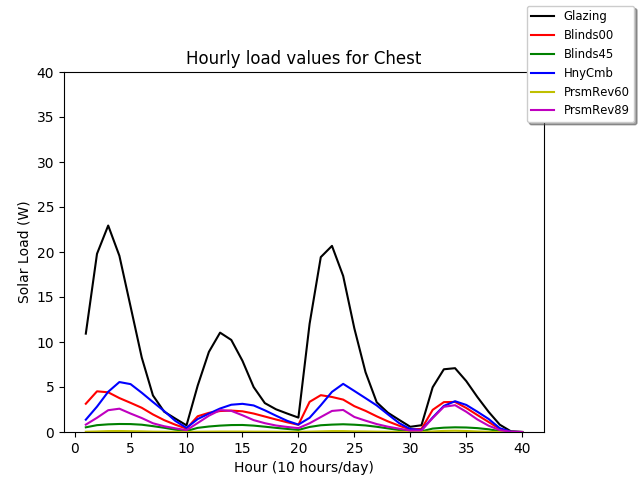 Hourly load values for Chest
Glazing
Blinds00
Blinds45
HnyCmb
PrsmRev60
PrsmRev89
Solar Load (W)
40
35
30
25
20
15
10
5
0
0 5 10 15 20 25 30 35 40
Hour (10 hours/day)